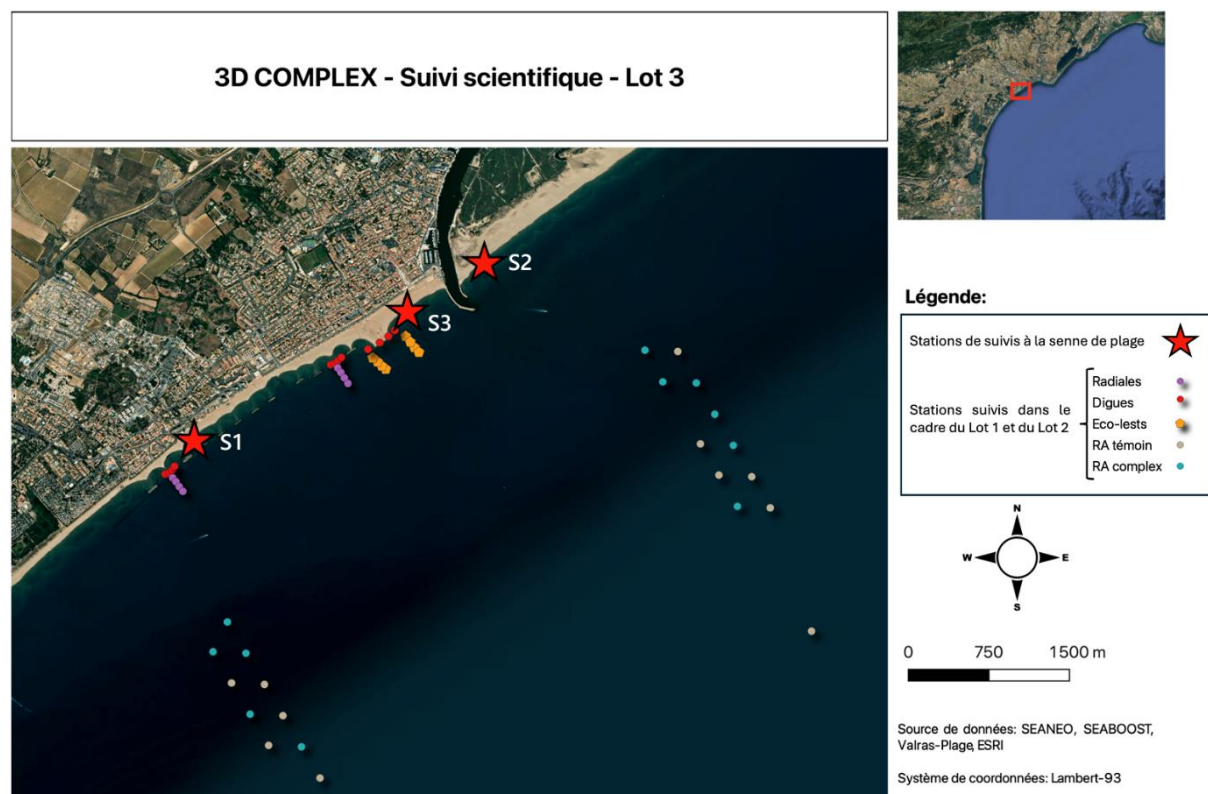 3D COMPLEX - Suivi scientifique - Lot 3
S2
S3
S1
Légende:
Stations de suivis à la senne de plage
Stations suivis dans le
cadre du Lot 1 et du Lot 2
Radiales
Digues
Eco-lests
RA témoin
RA complex
N
W E
S
0 750 1500 m
Source de données: SEANEO, SEABOOST,
Valras-Plage, ESRI
Système de coordonnées: Lambert-93